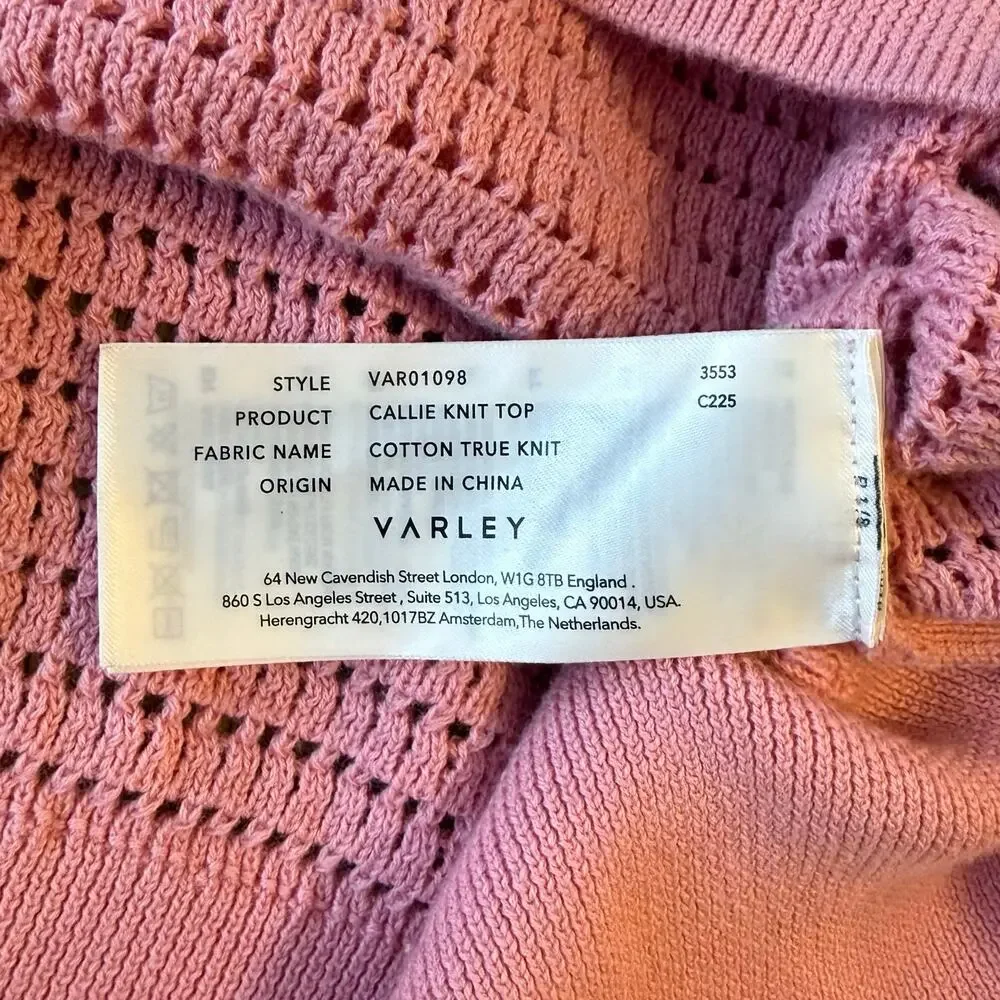 STYLE VAR01098 3553
PRODUCT CALLIE KNIT TOP C225
FABRIC NAME COTTON TRUE KNIT
ORIGIN MADE IN CHINA
VARLEY
64 New Cavendish Street London, W1G 8TB England .
860 S Los Angeles Street , Suite 513, Los Angeles, CA 90014, USA.
Herengracht 420,1017BZ Amsterdam,The Netherlands.